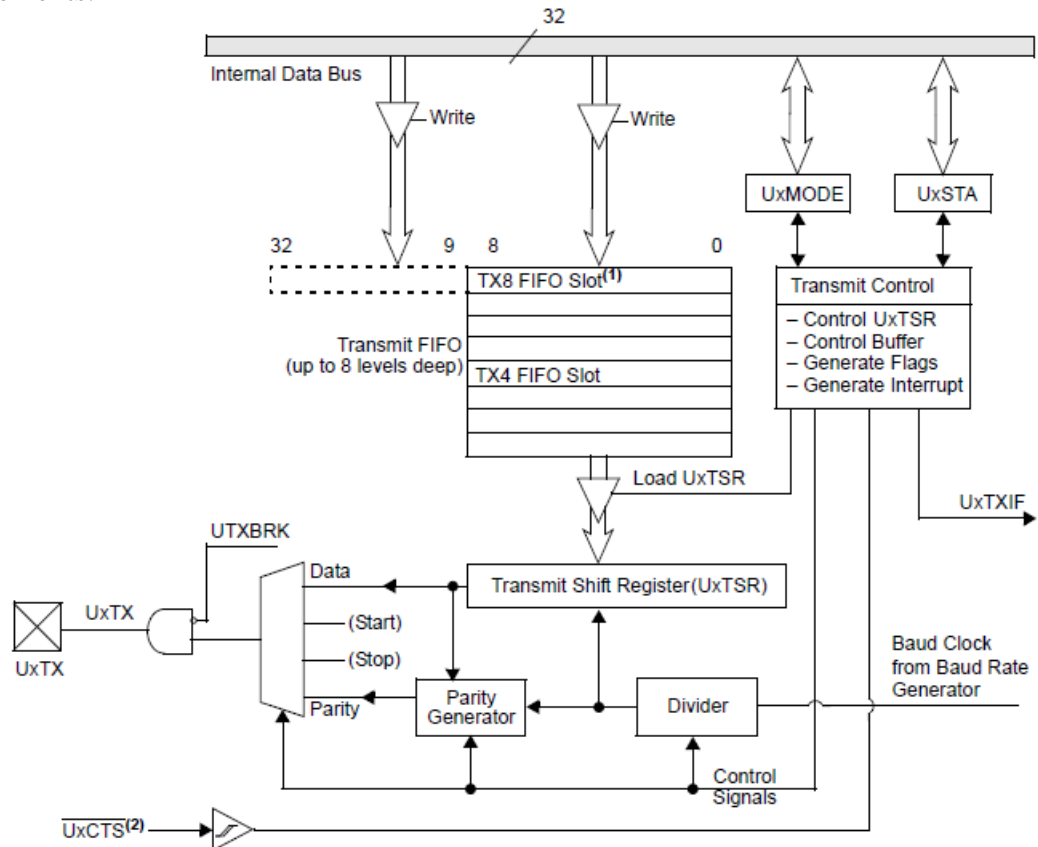 32
Internal Data Bus
Write
Write
UxMODE
UxSTA
32
9
8
0
TX8 FIFO Slot(1)
Transmit Control
– Control UxTSR
– Control Buffer
– Generate Flags
– Generate Interrupt
Transmit FIFO
(up to 8 levels deep)
TX4 FIFO Slot
Load UxTSR
UxTXIF
UTXBRK
Data
Transmit Shift Register(UxTSR)
UxTX
(Start)
(Stop)
UxTX
Parity
Parity
Generator
Divider
Baud Clock
from Baud Rate
Generator
Control
Signals
UxCTS(2)